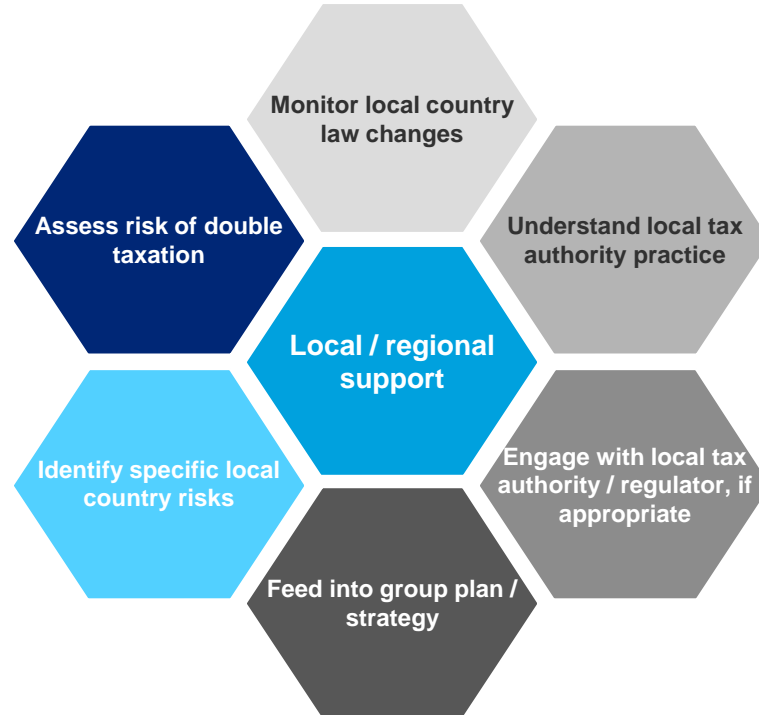 Monitor local country
law changes
Assess risk of double
taxation
Understand local tax
authority practice
Local / regional
support
Identify specific local
country risks
Engage with local tax
authority / regulator, if
appropriate
Feed into group plan /
strategy